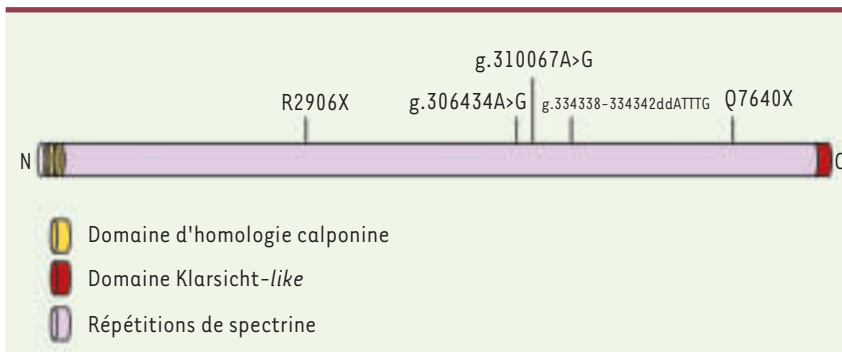 g.310067A>G
R2906X g.306434A>G g.334338-334342ddATTTG Q7640X
N C
Domaine d'homologie calponine
Domaine Klarsicht-like
Répétitions de spectrine